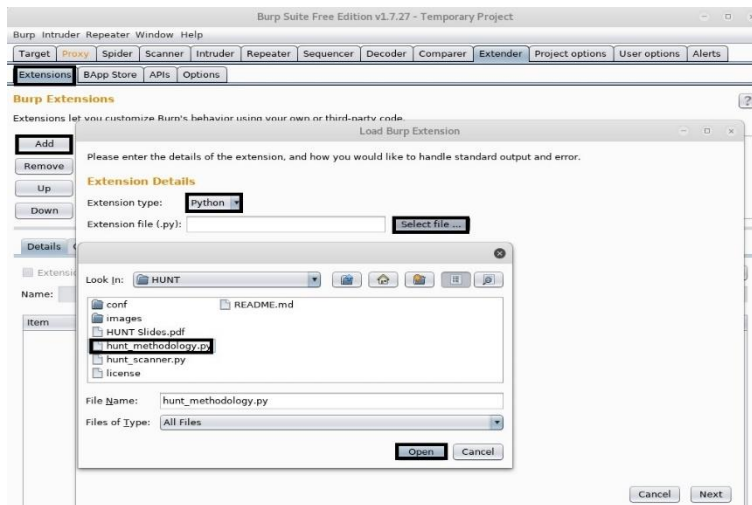 Burp Suite Free Edition v1.7.27 - Temporary Project
Burp Intruder Repeater Window Help
Target Proxy Spider Scanner Intruder Repeater Sequencer Decoder Comparer Extender Project options User options Alerts
Extensions BApp Store APIs Options
Burp Extensions
?
Extensions let you customize Burp's behavior using your own or third-party code.
Load Burp Extension
Add
Please enter the details of the extension, and how you would like to handle standard output and error.
Remove
Extension Details
Up
Extension type: Python
Down
Extension file (.py): Select file ...
Details
Look In: HUNT
Name:
conf README.md
images
Item
HUNT Slides.pdf
hunt_methodology.py
hunt_scanner.py
license
File Name: hunt_methodology.py
Files of Type: All Files
Open Cancel
Cancel Next